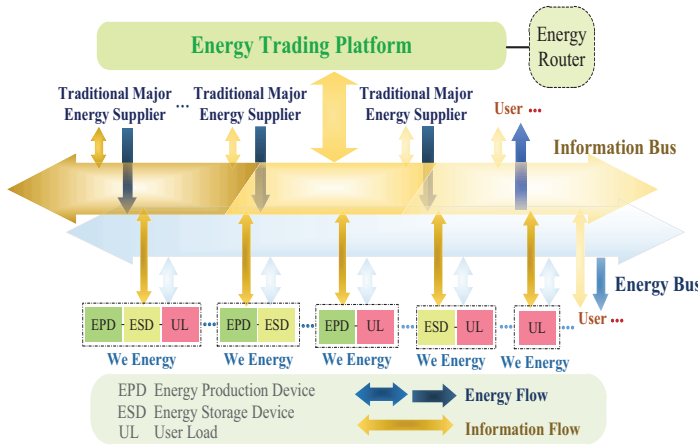 Energy Trading Platform
Energy
Router
Traditional Major
Energy Supplier
...
Traditional Major
Energy Supplier
Traditional Major
Energy Supplier
User ...
Information Bus
Energy Bus
EPD - ESD - UL
......
EPD - ESD
......
EPD - UL
......
ESD - UL
......
UL
......
User ...
We Energy
We Energy
We Energy
We Energy
We Energy
EPD Energy Production Device
ESD Energy Storage Device
UL User Load
Energy Flow
Information Flow